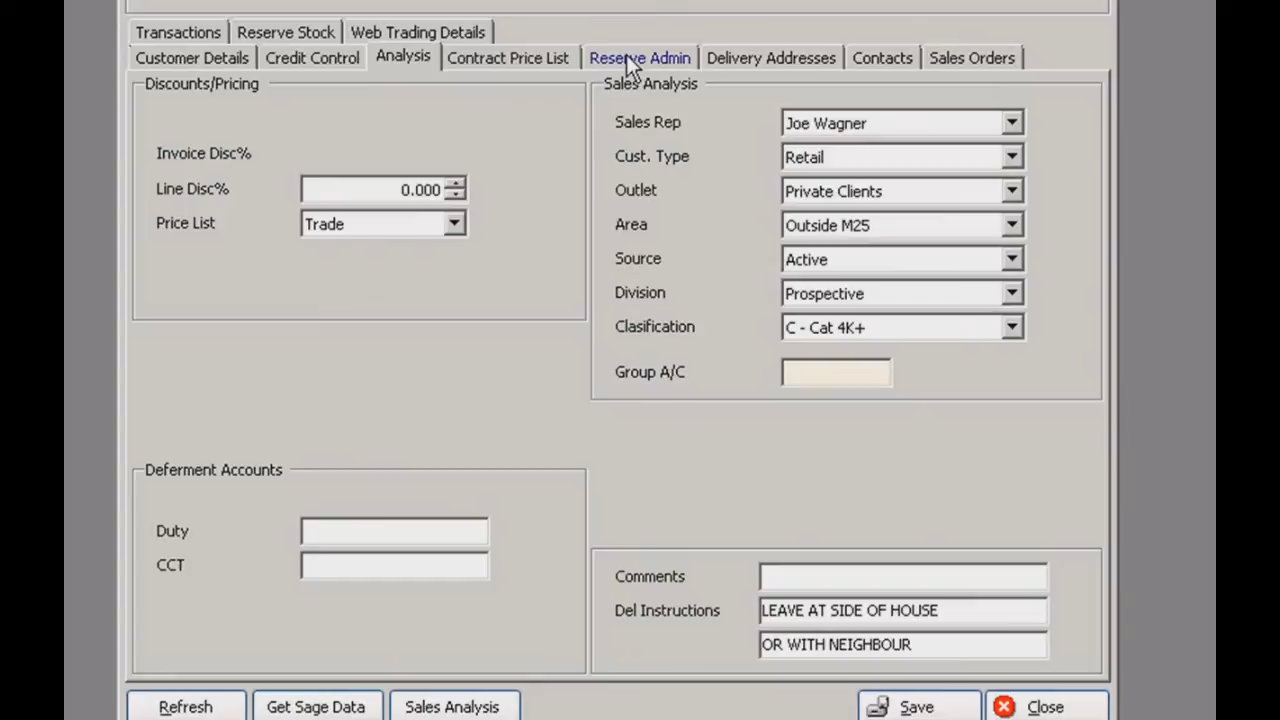 Transactions Reserve Stock Web Trading Details
Customer Details Credit Control Analysis Contract Price List Reserve Admin Delivery Addresses Contacts Sales Orders
Discounts/Pricing
Invoice Disc%
Line Disc% 0.000
Price List Trade
Sales Analysis
Sales Rep Joe Wagner
Cust. Type Retail
Outlet Private Clients
Area Outside M25
Source Active
Division Prospective
Clasification C - Cat 4K+
Group A/C
Deferment Accounts
Duty
CCT
Comments
Del Instructions LEAVE AT SIDE OF HOUSE
OR WITH NEIGHBOUR
Refresh Get Sage Data Sales Analysis Save Close